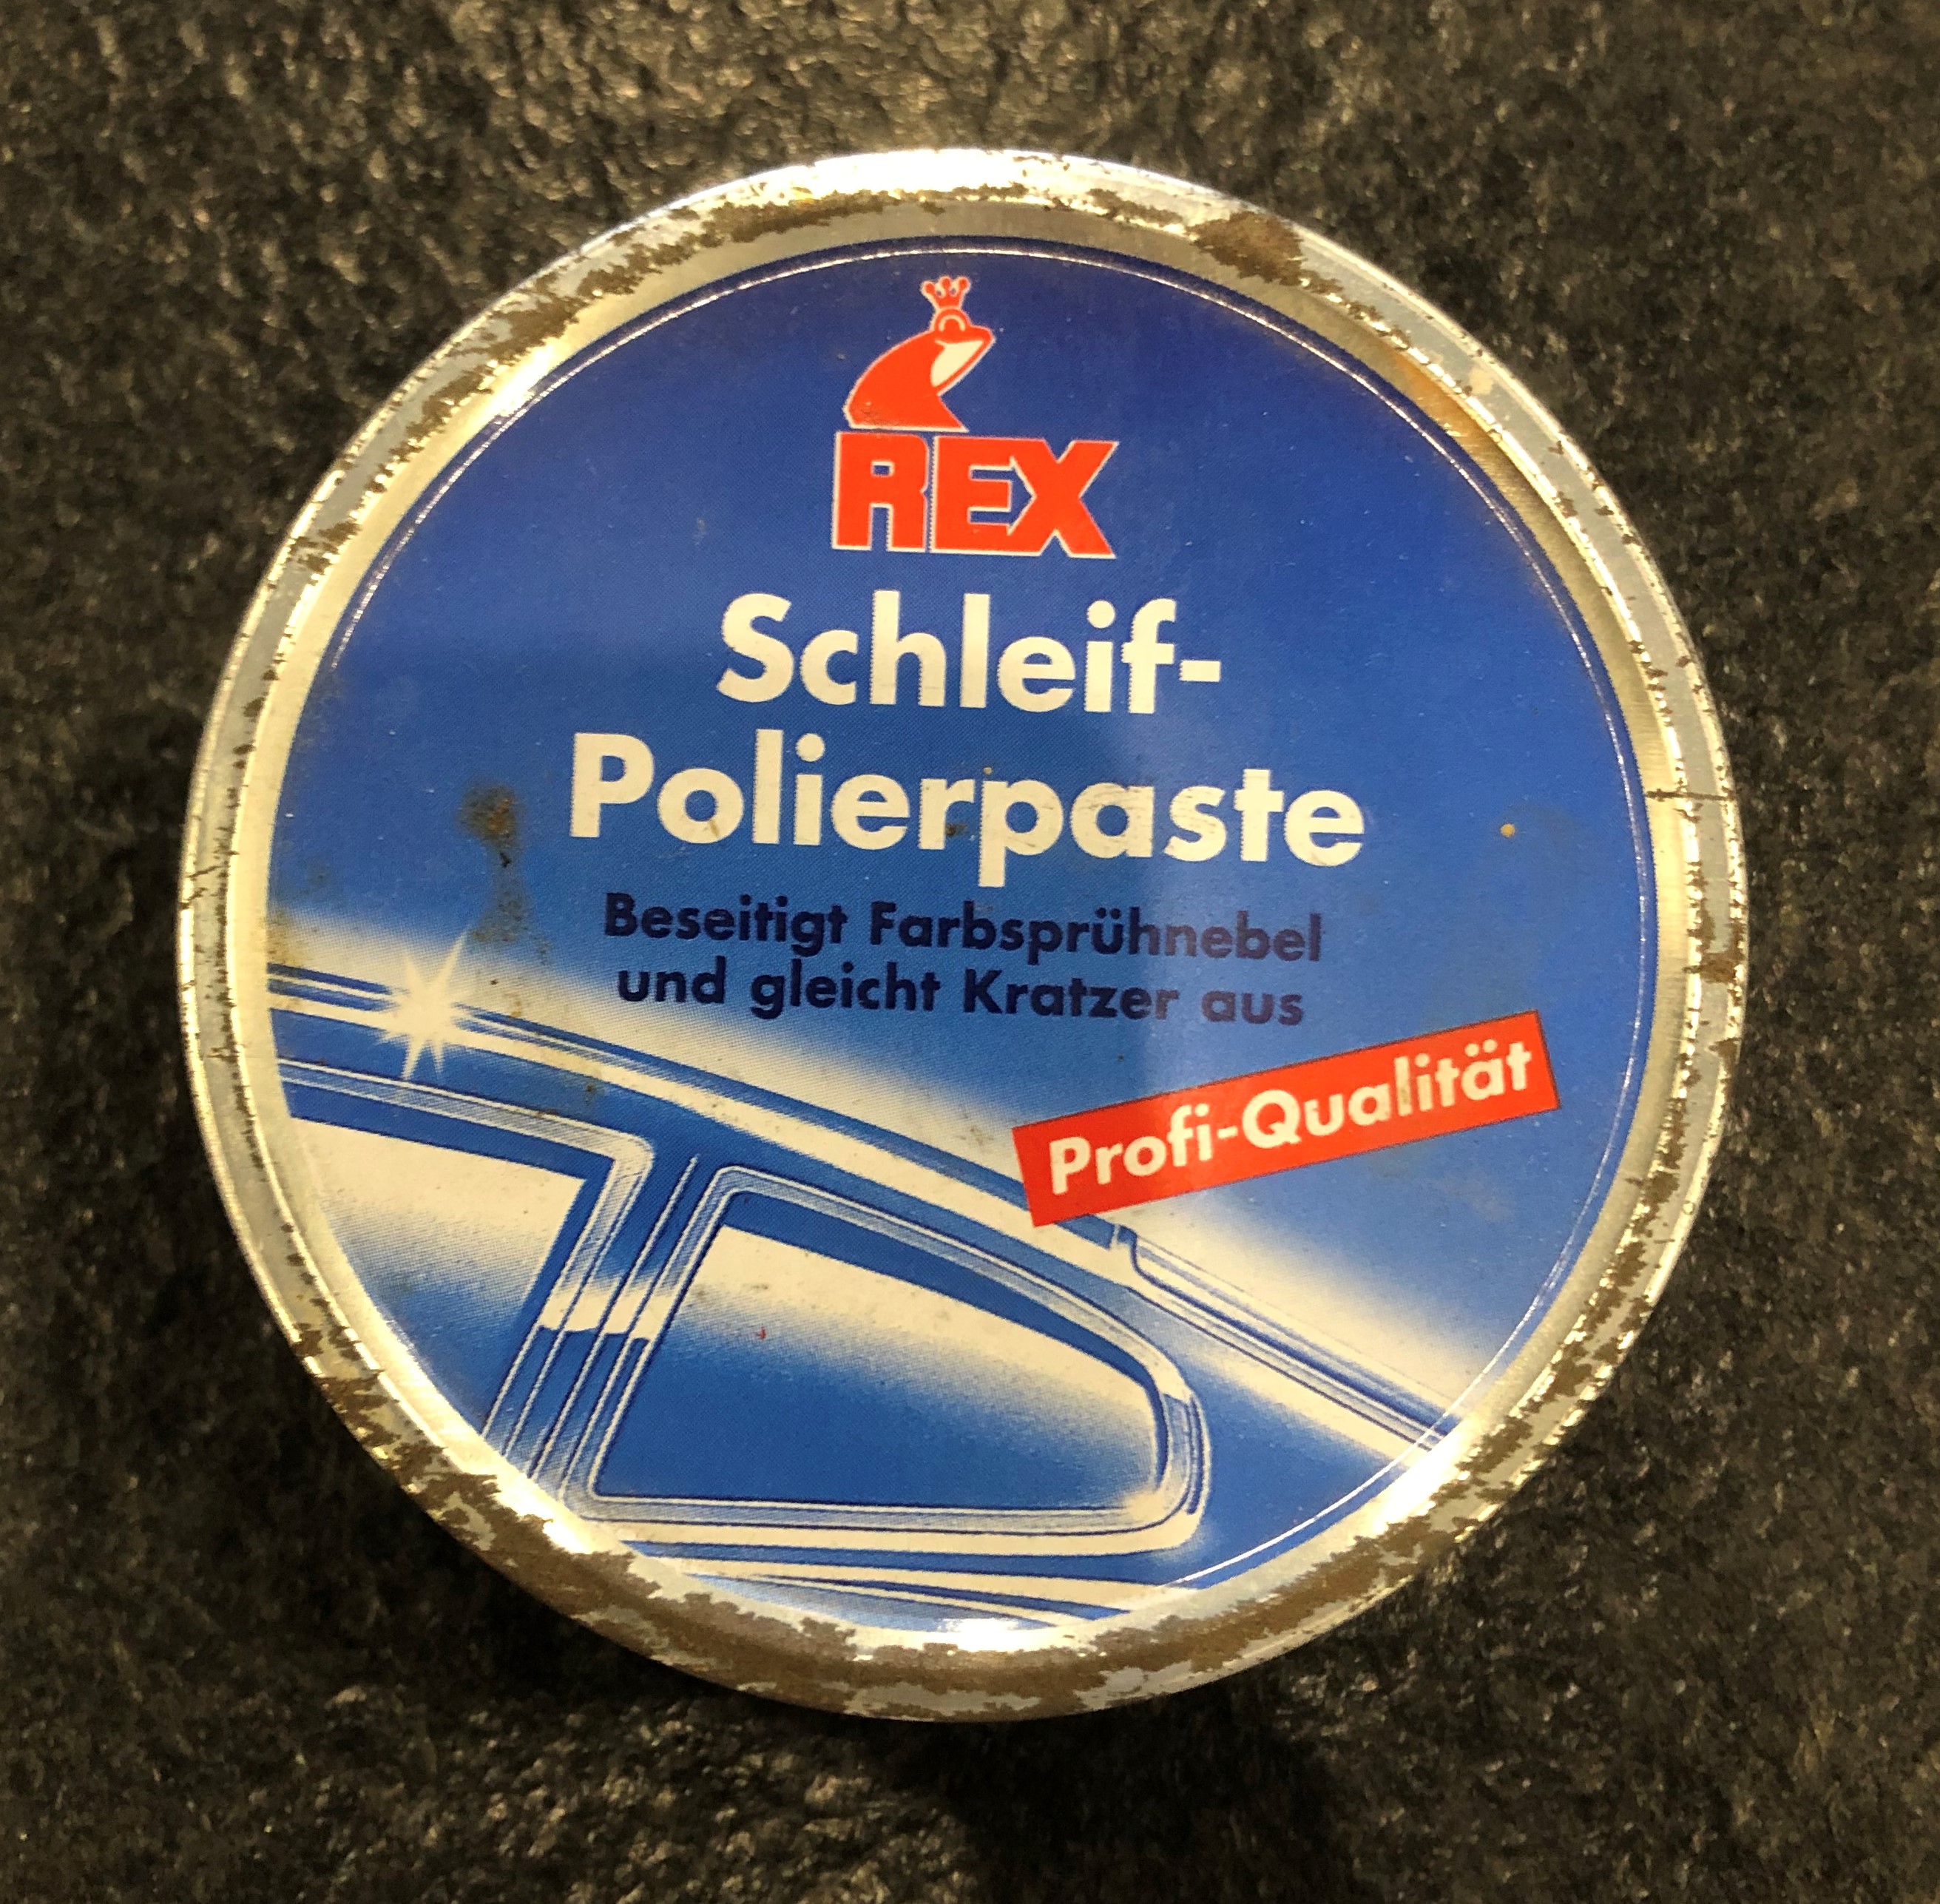 REX
Schleif-
Polierpaste
Beseitigt Farbsprühnebel
und gleicht Kratzer aus
Profi-Qualität